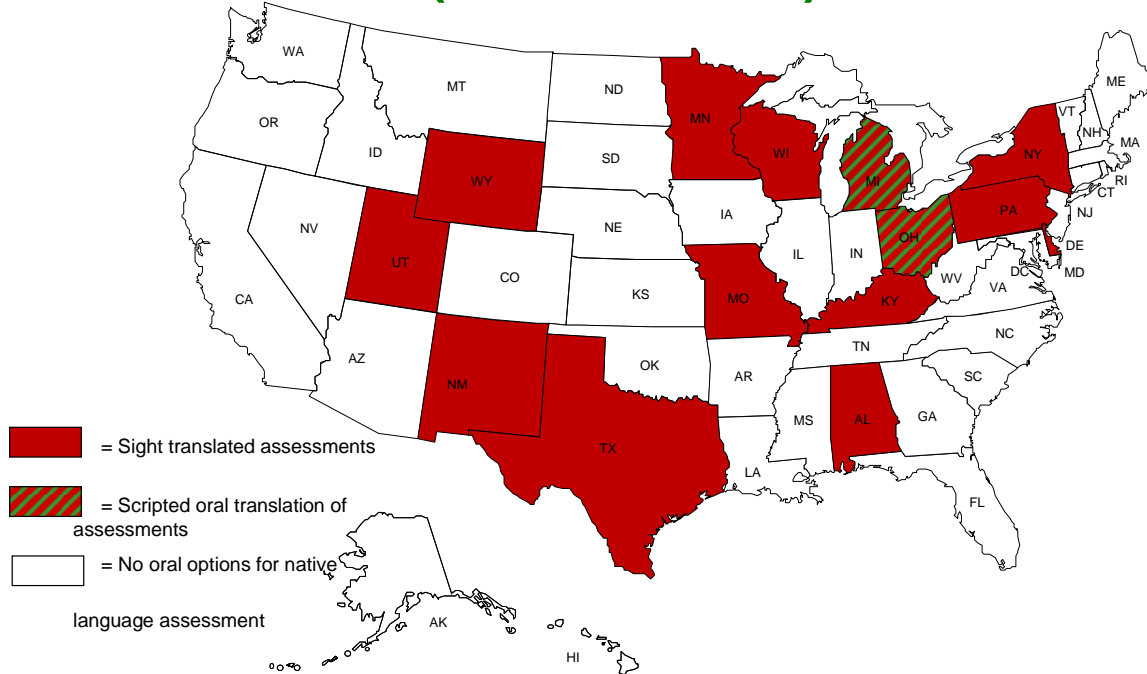 WA
ME
MT
ND
VT
MN
OR
NH
MA
ID
SD
WI
NY
WY
MI
RI
CT
IA
PA
NJ
NE
NV
OH
DE
IL
IN
UT
CO
WV
DC
MD
VA
CA
KS
MO
KY
NC
TN
AZ
OK
AR
SC
NM
MS
AL
GA
TX
LA
FL
= Sight translated assessments
= Scripted oral translation of
assessments
= No oral options for native
language assessment
AK
HI